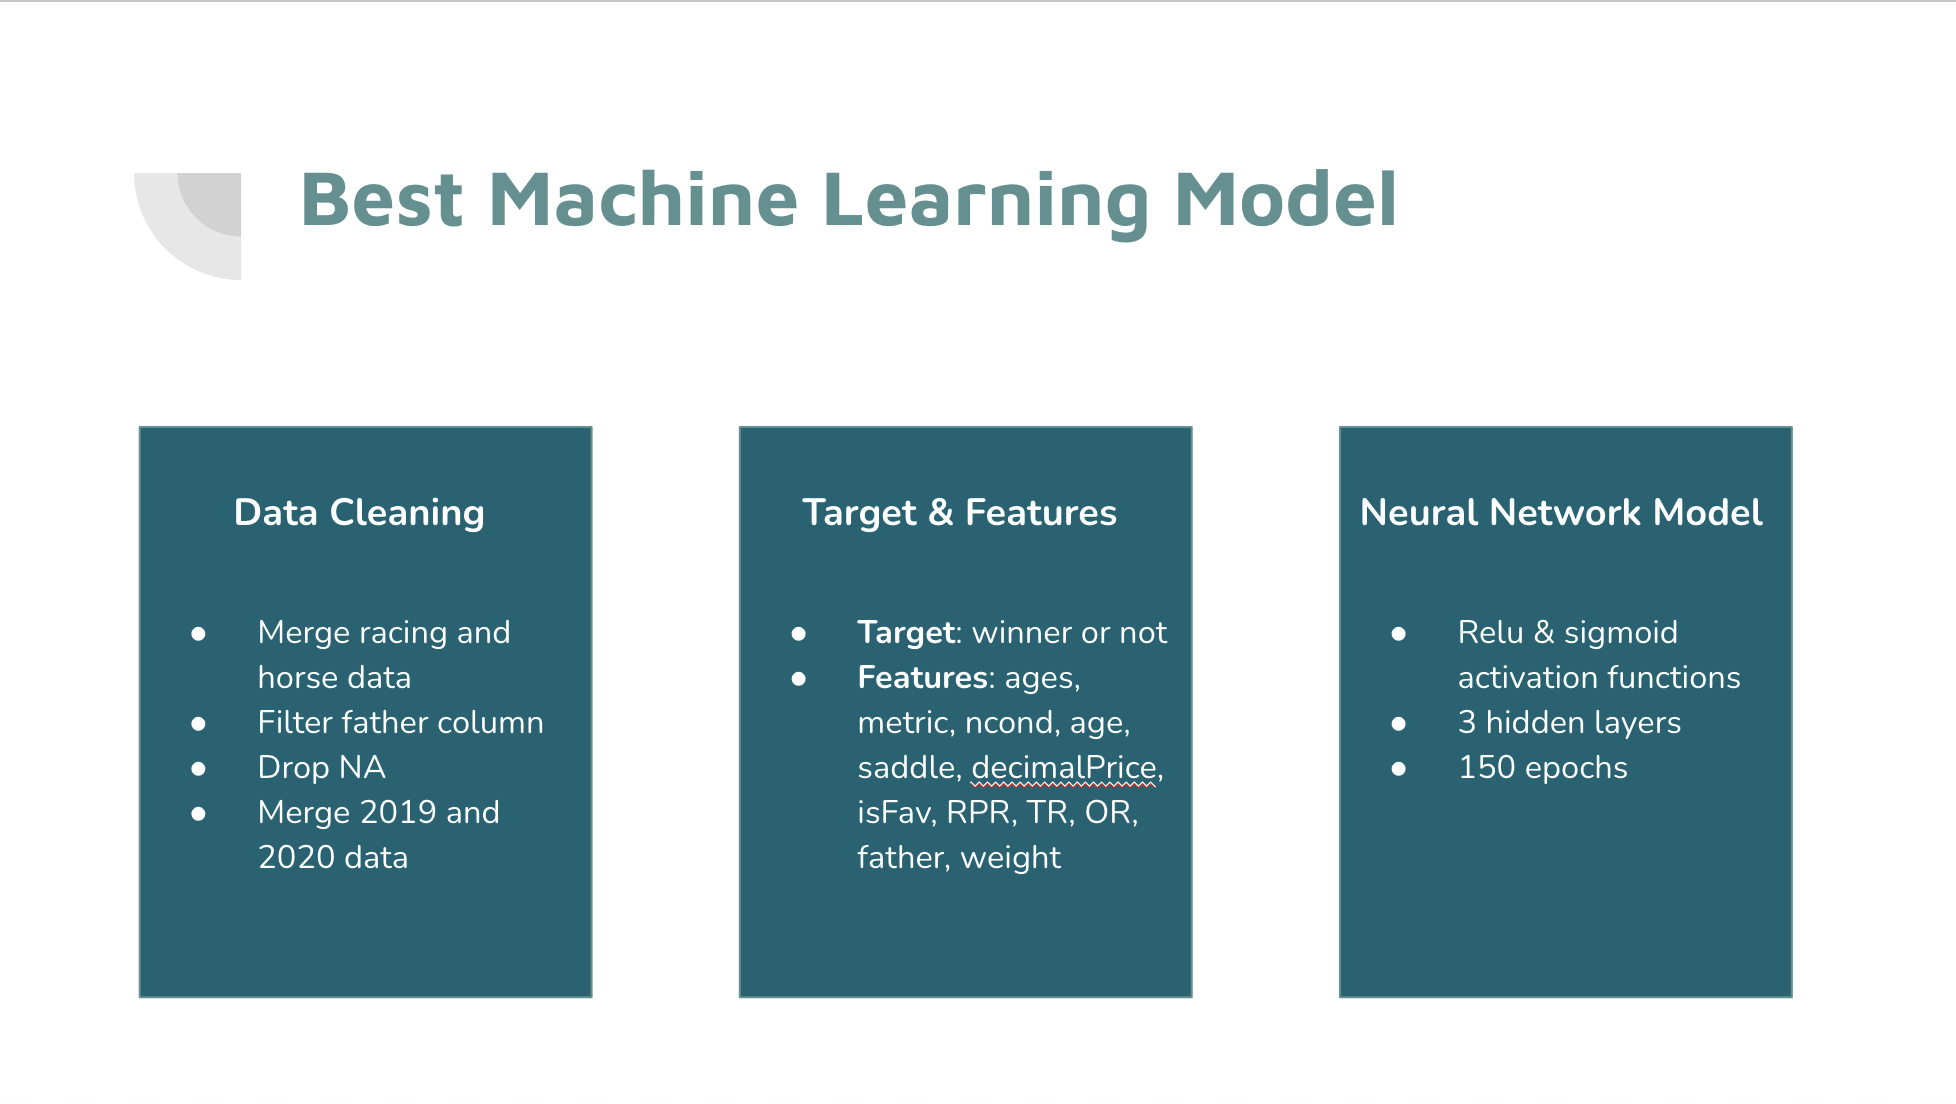 Best Machine Learning Model
Data Cleaning
● Merge racing and
horse data
● Filter father column
● Drop NA
● Merge 2019 and
2020 data
Target & Features
● Target: winner or not
● Features: ages,
metric, ncond, age,
saddle, decimalPrice,
isFav, RPR, TR, OR,
father, weight
Neural Network Model
● Relu & sigmoid
activation functions
● 3 hidden layers
● 150 epochs